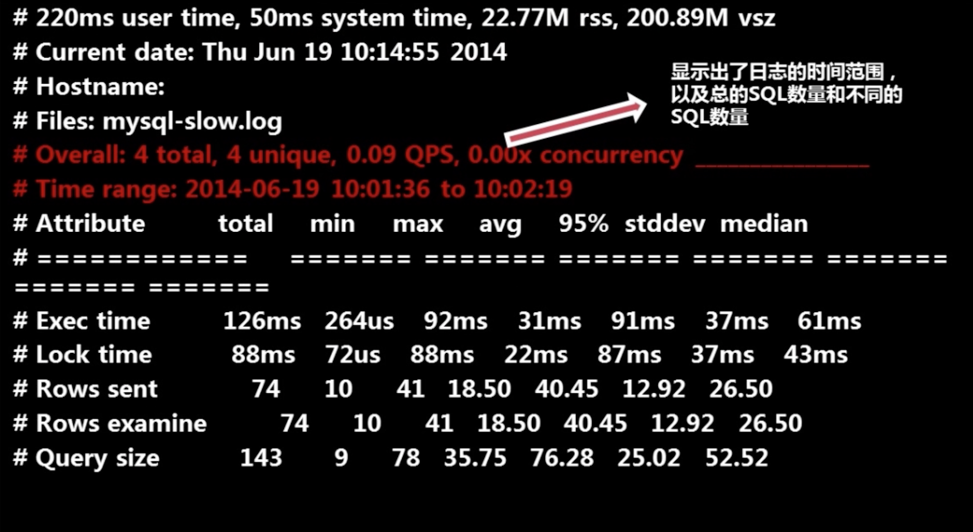 # 220ms user time, 50ms system time, 22.77M rss, 200.89M vsz
# Current date: Thu Jun 19 10:14:55 2014
# Hostname:
# Files: mysql-slow.log
# Overall: 4 total, 4 unique, 0.09 QPS, 0.00x concurrency ________________
# Time range: 2014-06-19 10:01:36 to 10:02:19
显示出了日志的时间范围，
以及总的SQL数量和不同的
SQL数量
# Attribute total min max avg 95% stddev median
# ============ ======= ======= ======= ======= =======
======= =======
# Exec time 126ms 264us 92ms 31ms 91ms 37ms 61ms
# Lock time 88ms 72us 88ms 22ms 87ms 37ms 43ms
# Rows sent 74 10 41 18.50 40.45 12.92 26.50
# Rows examine 74 10 41 18.50 40.45 12.92 26.50
# Query size 143 9 78 35.75 76.28 25.02 52.52